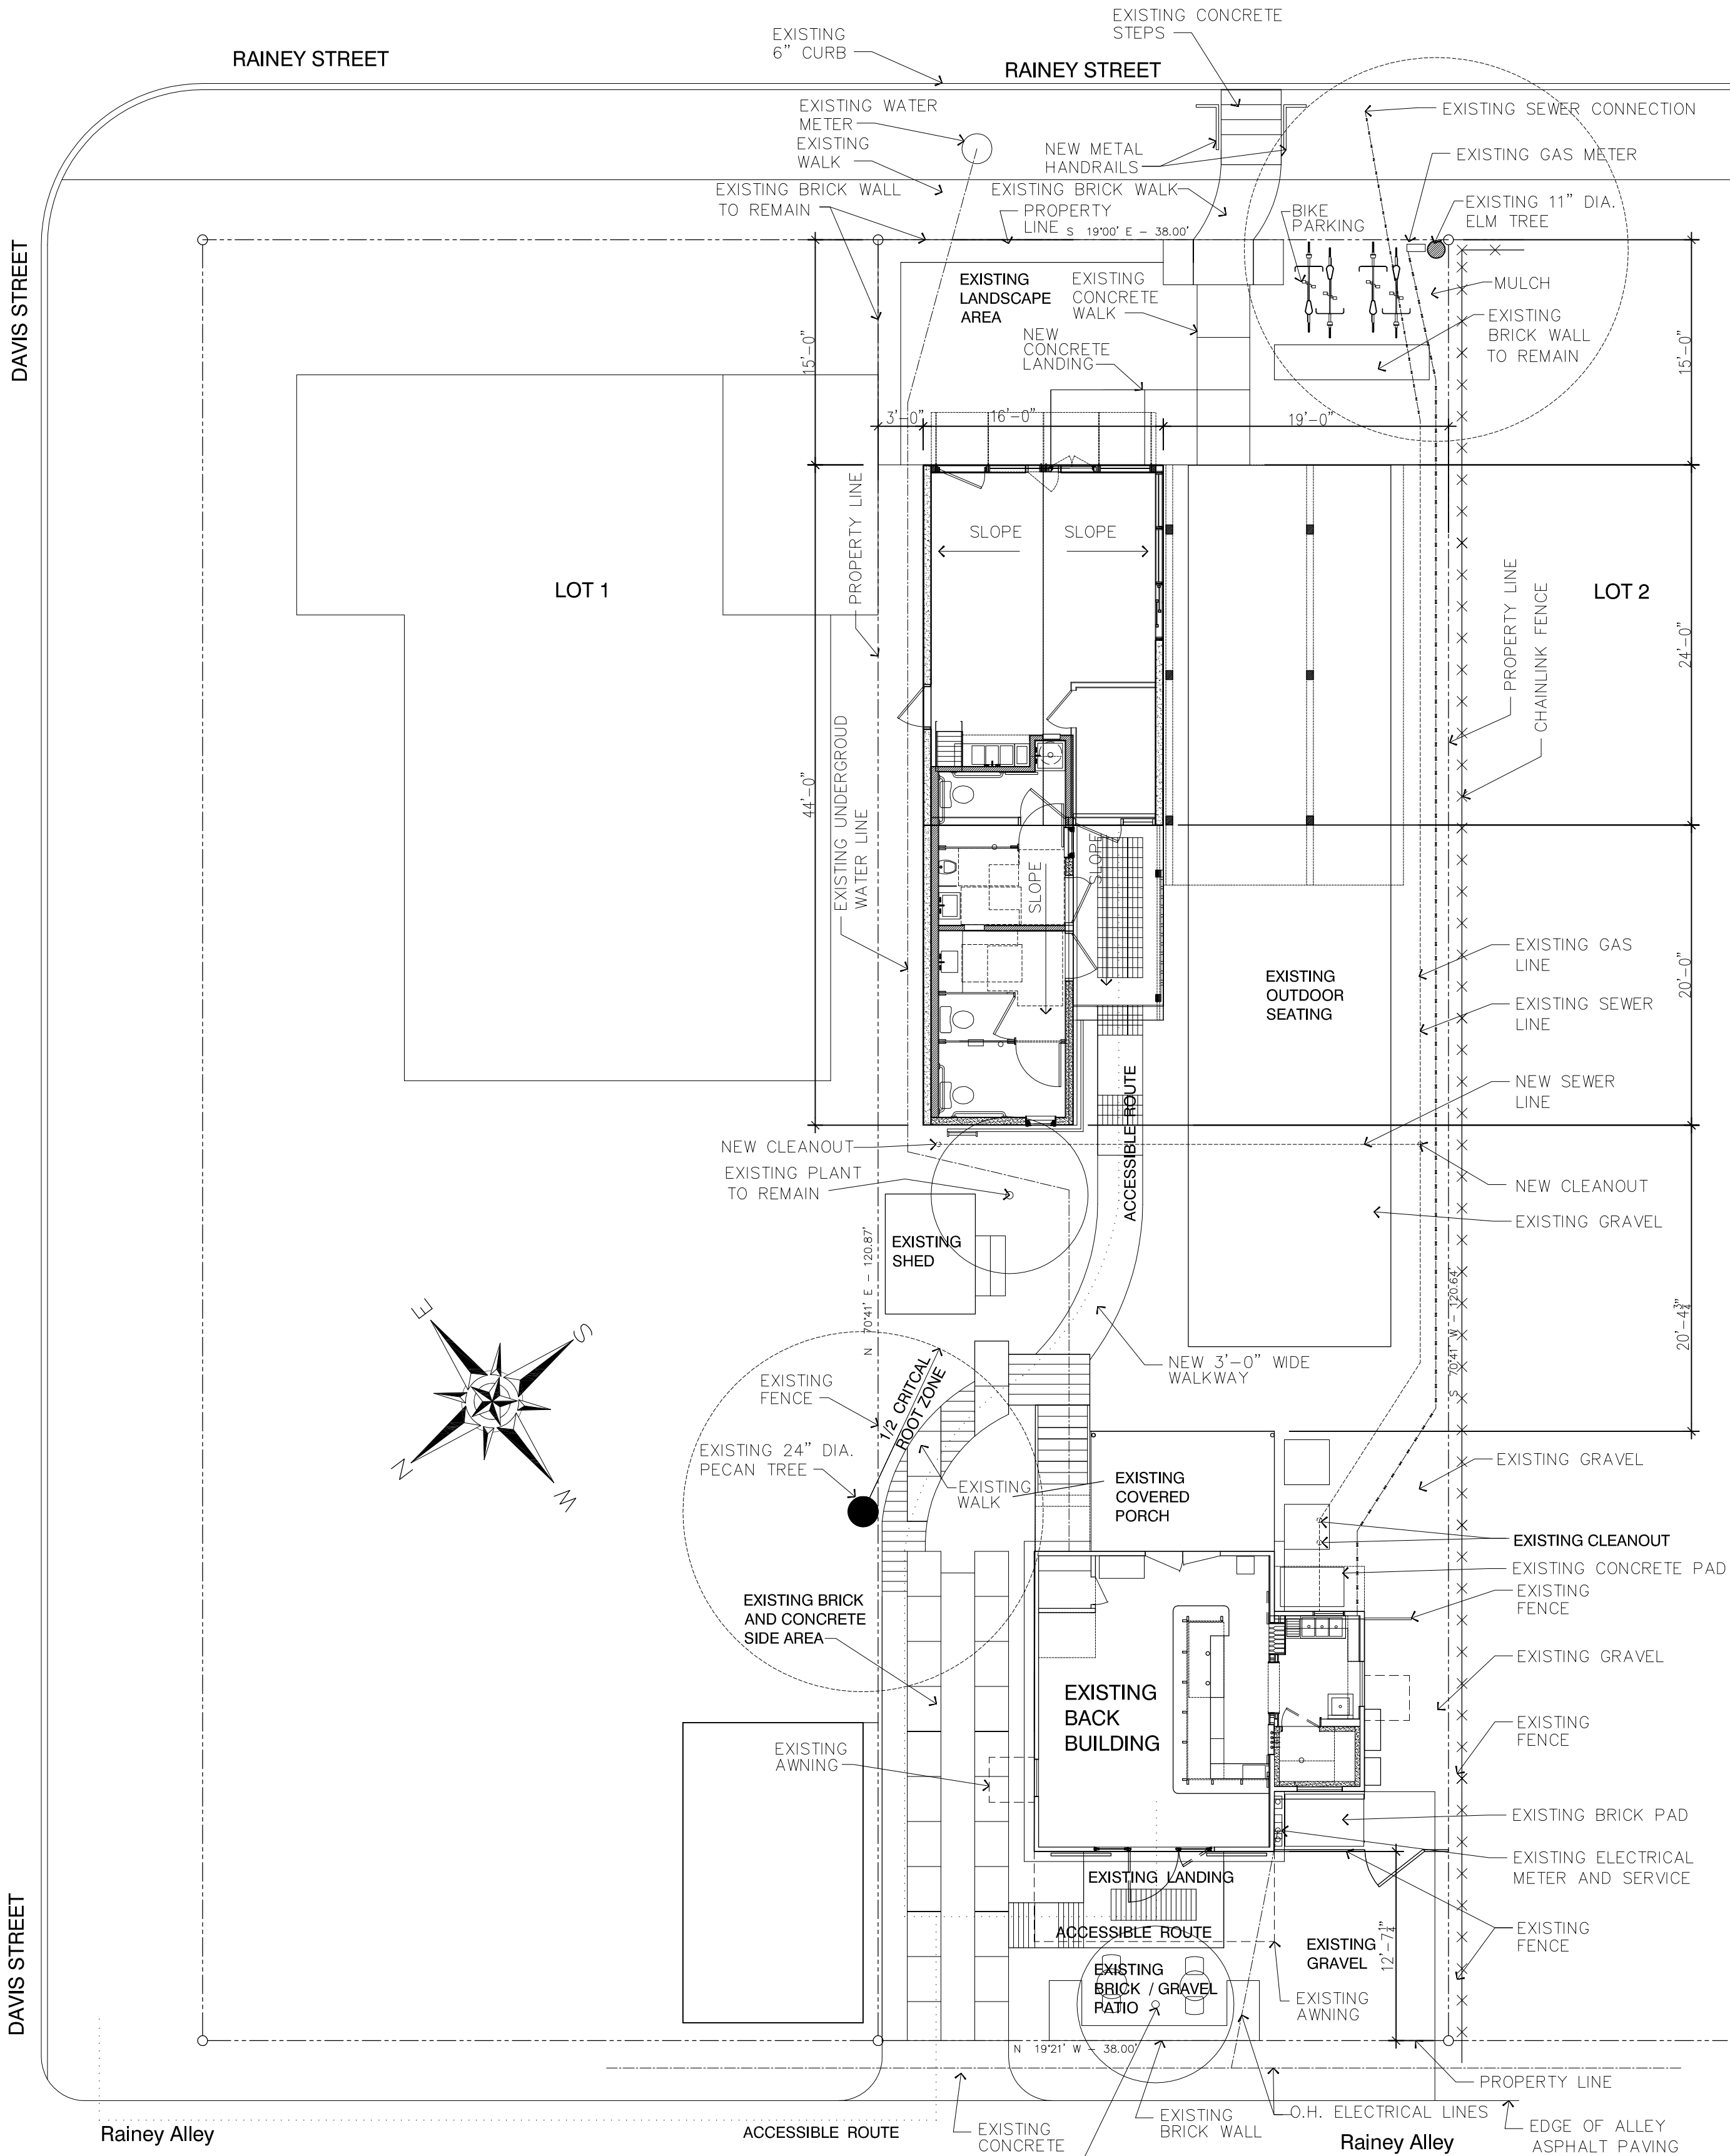 EXISTING CONCRETE
STEPS
EXISTING
6" CURB
RAINEY STREET
RAINEY STREET
EXISTING WATER
METER
EXISTING
WALK
EXISTING SEWER CONNECTION
NEW METAL
HANDRAILS
EXISTING GAS METER
EXISTING BRICK WALL
TO REMAIN
EXISTING BRICK WALK
PROPERTY
LINE
S 19°00' E - 38.00'
BIKE
PARKING
EXISTING 11" DIA.
ELM TREE
DAVIS STREET
EXISTING
LANDSCAPE
AREA
EXISTING
CONCRETE
WALK
MULCH
EXISTING
BRICK WALL
TO REMAIN
NEW
CONCRETE
LANDING
15'-0"
15'-0"
3'-0"
16'-0"
19'-0"
SLOPE
SLOPE
PROPERTY LINE
LOT 1
LOT 2
PROPERTY LINE
CHAINLINK FENCE
24'-0"
44'-0"
EXISTING UNDERGROUD
WATER LINE
SLOPE
SLOPE
EXISTING
OUTDOOR
SEATING
EXISTING GAS
LINE
20'-0"
EXISTING SEWER
LINE
ACCESSIBLE ROUTE
NEW SEWER
LINE
NEW CLEANOUT
EXISTING PLANT
TO REMAIN
NEW CLEANOUT
EXISTING GRAVEL
EXISTING
SHED
N 70°41' E - 120.87'
S 70°41' W - 120.64'
20'-4¾"
E
S
N
W
NEW 3'-0" WIDE
WALKWAY
EXISTING
FENCE
1/2 CRITCAL
ROOT ZONE
EXISTING 24" DIA.
PECAN TREE
EXISTING
WALK
EXISTING
COVERED
PORCH
EXISTING GRAVEL
EXISTING CLEANOUT
EXISTING CONCRETE PAD
EXISTING
FENCE
EXISTING BRICK
AND CONCRETE
SIDE AREA
EXISTING GRAVEL
EXISTING
BACK
BUILDING
EXISTING
FENCE
EXISTING
AWNING
EXISTING BRICK PAD
EXISTING ELECTRICAL
METER AND SERVICE
EXISTING LANDING
DAVIS STREET
ACCESSIBLE ROUTE
EXISTING
GRAVEL
12'-7¼"
EXISTING
FENCE
EXISTING
BRICK / GRAVEL
PATIO
EXISTING
AWNING
N 19°21' W - 38.00'
PROPERTY LINE
O.H. ELECTRICAL LINES
EXISTING
BRICK WALL
EXISTING
CONCRETE
EDGE OF ALLEY
ASPHALT PAVING
Rainey Alley
ACCESSIBLE ROUTE
Rainey Alley